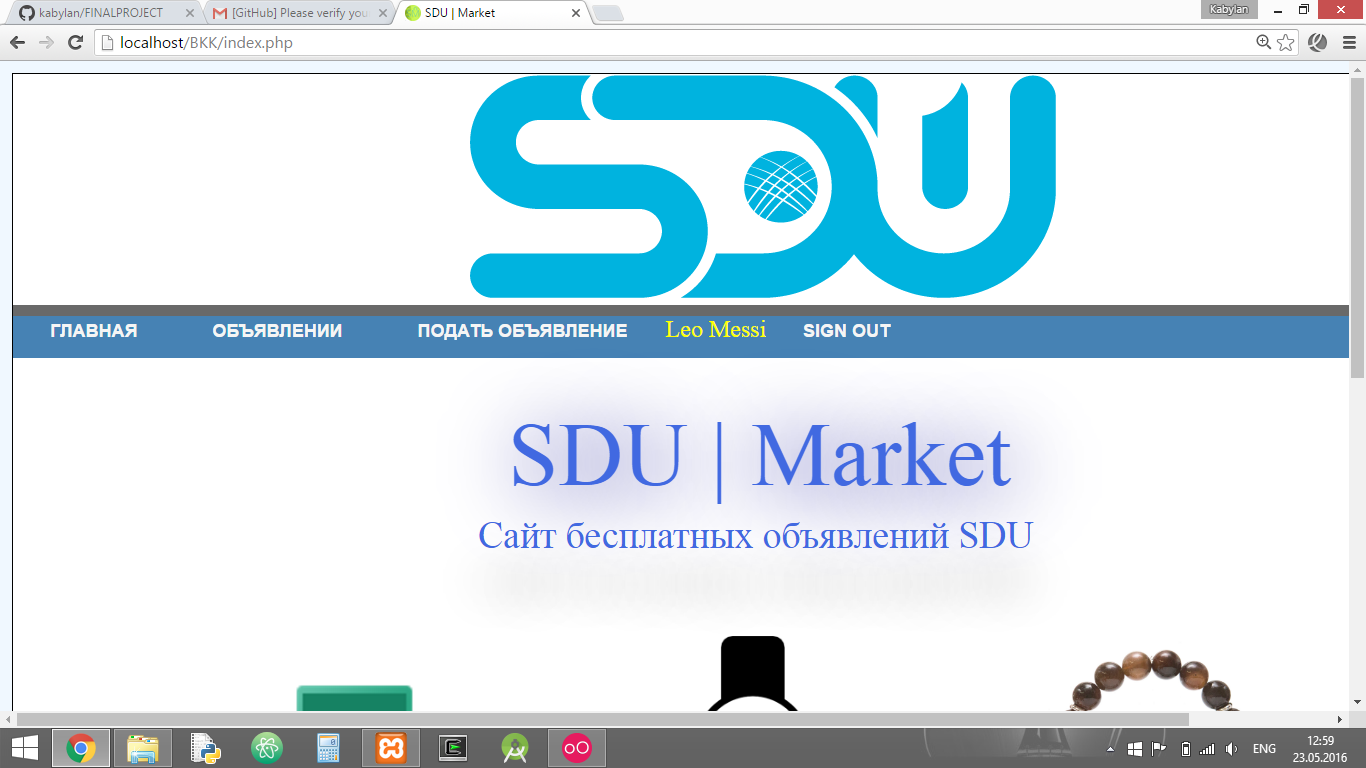 kabylan/FINALPROJECT
[GitHub] Please verify you
SDU | Market
Kabylan
localhost/BKK/index.php
SDU
ГЛАВНАЯ ОБЪЯВЛЕНИИ ПОДАТЬ ОБЪЯВЛЕНИЕ Leo Messi SIGN OUT
SDU | Market
Сайт бесплатных объявлений SDU
ENG
12:59
23.05.2016